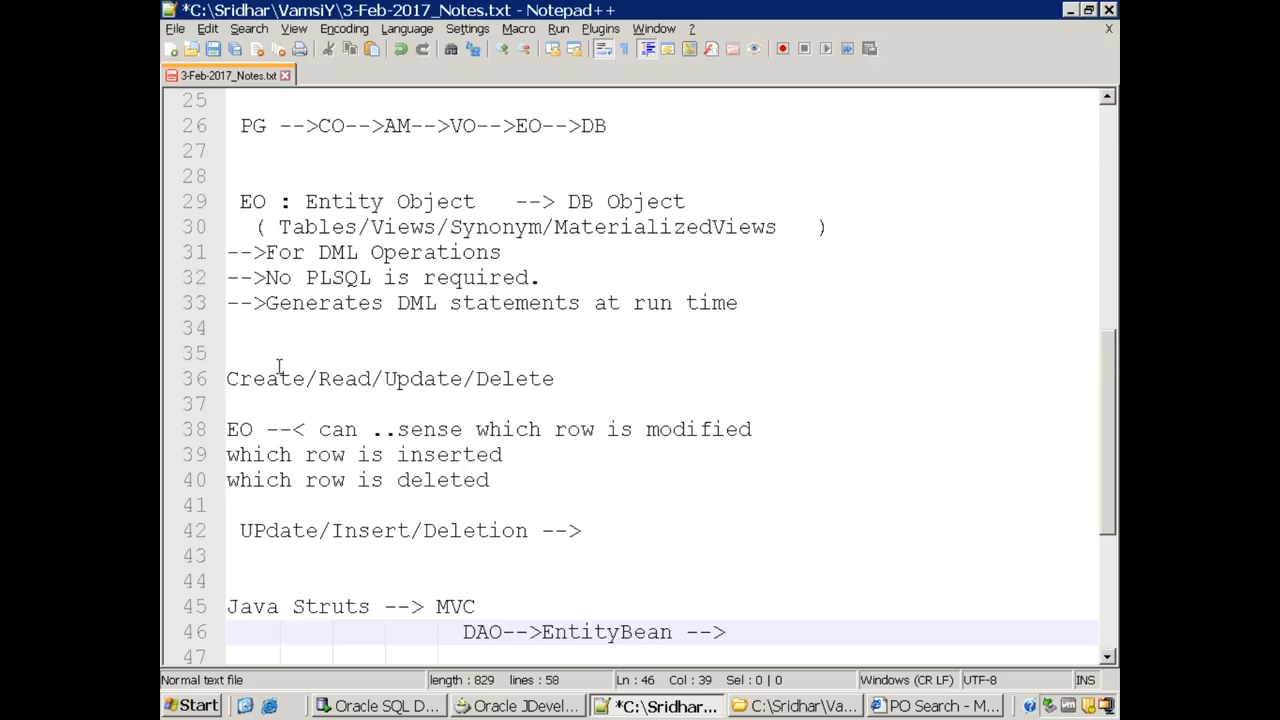 *C:\Sridhar\VamsiY\3-Feb-2017_Notes.txt - Notepad++
File Edit Search View Encoding Language Settings Macro Run Plugins Window ? X
3-Feb-2017_Notes.txt
25
26 PG -->CO-->AM-->VO-->EO-->DB
27
28
29 EO : Entity Object --> DB Object
30 ( Tables/Views/Synonym/MaterializedViews )
31 -->For DML Operations
32 -->No PLSQL is required.
33 -->Generates DML statements at run time
34
35
36 Create/Read/Update/Delete
37
38 EO --< can ..sense which row is modified
39 which row is inserted
40 which row is deleted
41
42 UPdate/Insert/Deletion -->
43
44
45 Java Struts --> MVC
46 DAO-->EntityBean -->
47
Normal text file length : 829 lines : 58 Ln : 46 Col : 39 Sel : 0 | 0 Windows (CR LF) UTF-8 INS
Start Oracle SQL D... Oracle JDevel... *C:\Sridhar... C:\Sridhar\Va... PO Search - M...